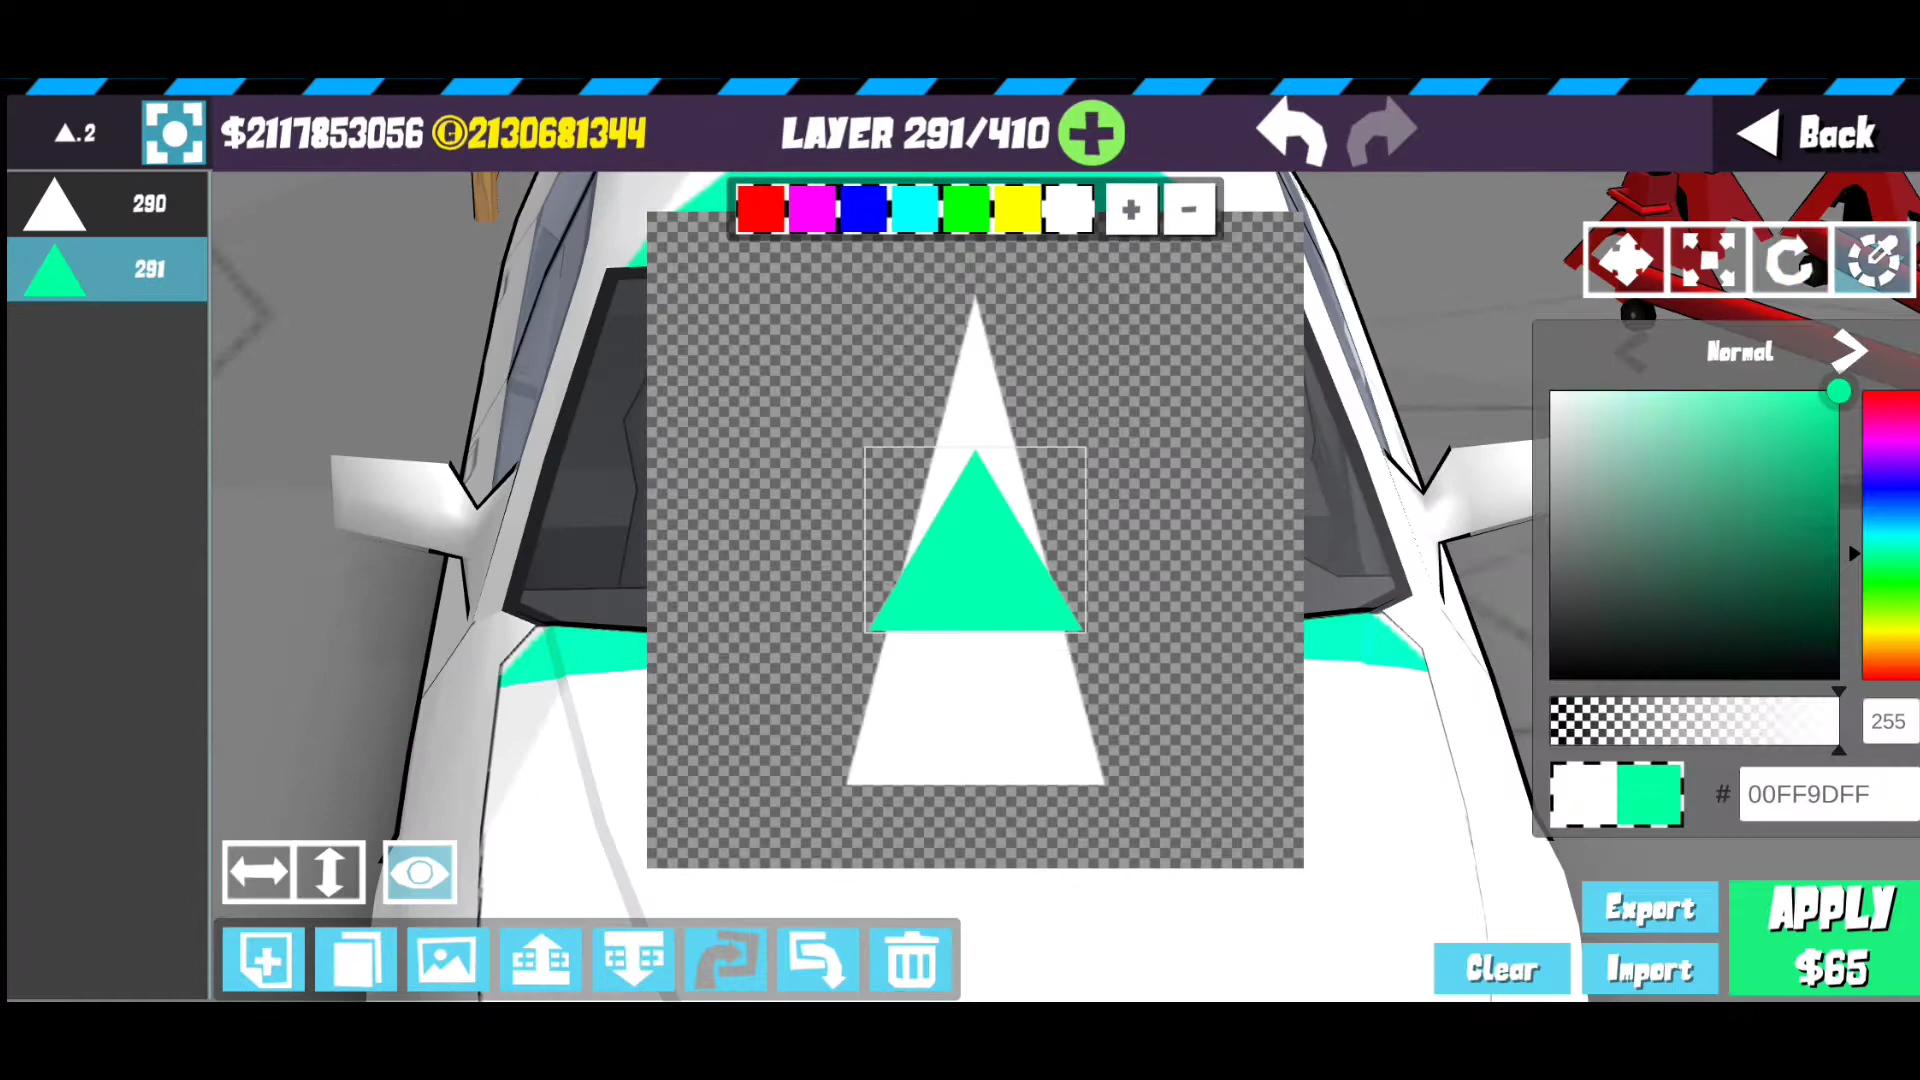 ▲.2
$2117853056 2130681344
LAYER 291/410
Back
290
291
+ -
Normal
255
# 00FF9DFF
Export
APPLY
$65
Clear
Import